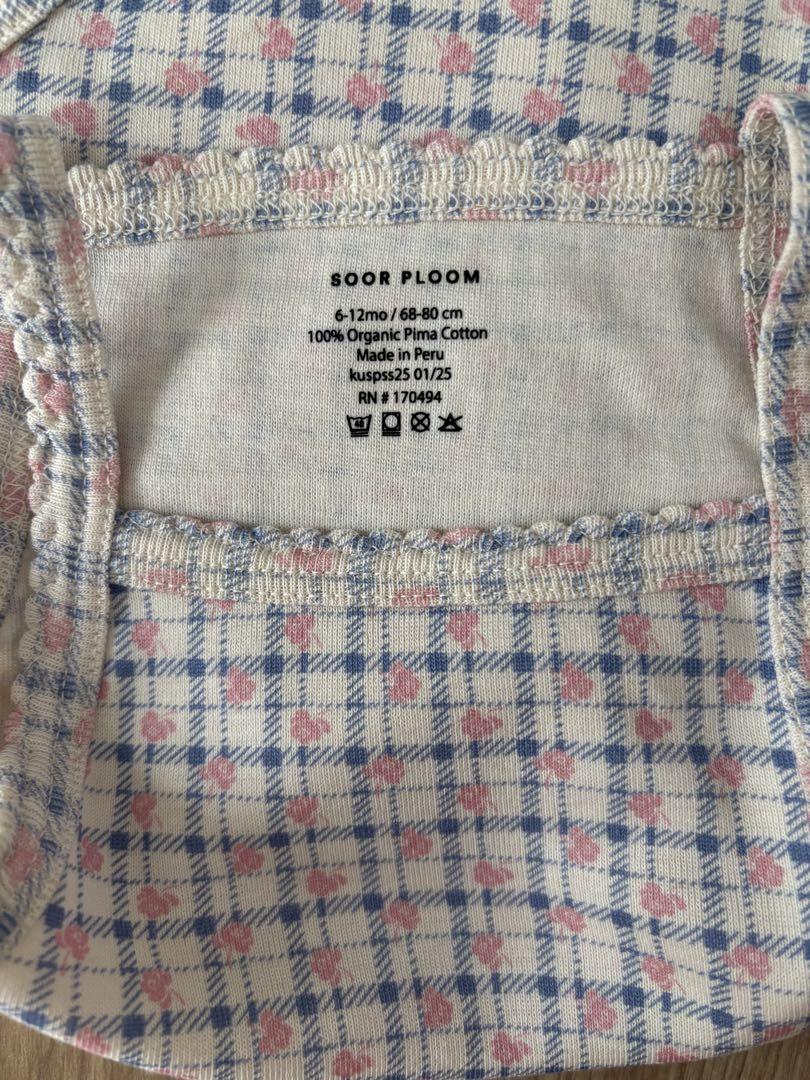 SOOR PLOOM
6-12mo / 68-80 cm
100% Organic Pima Cotton
Made in Peru
kuspss25 01/25
RN # 170494
40